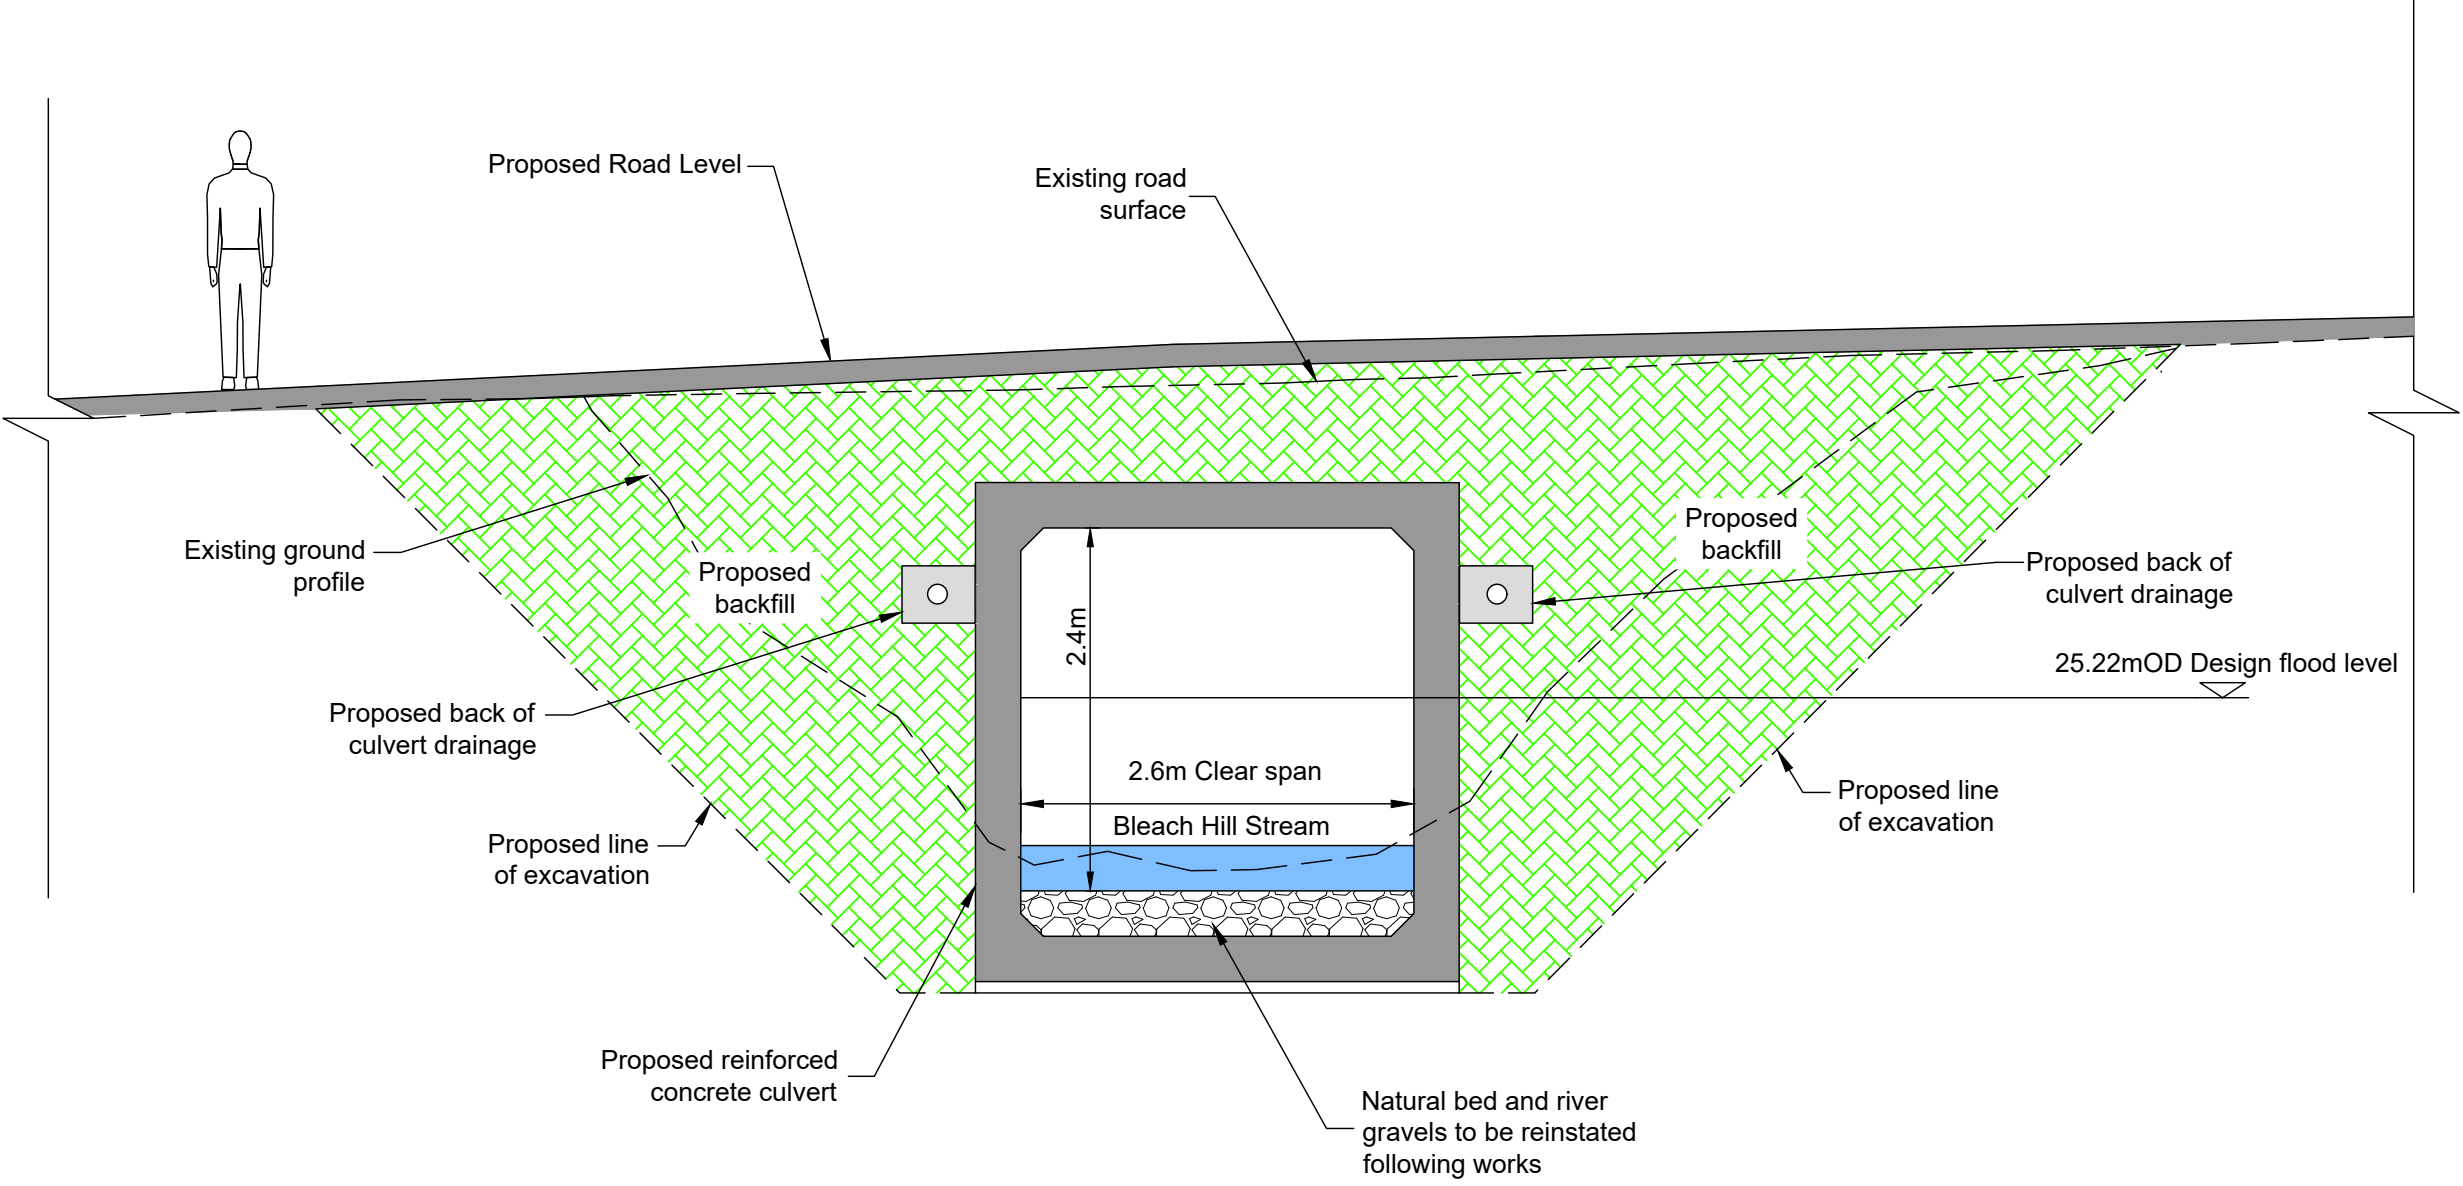 Proposed Road Level
Existing road
surface
Existing ground
profile
Proposed
backfill
Proposed
backfill
Proposed back of
culvert drainage
2.4m
25.22mOD Design flood level
Proposed back of
culvert drainage
2.6m Clear span
Bleach Hill Stream
Proposed line
of excavation
Proposed line
of excavation
Proposed reinforced
concrete culvert
Natural bed and river
gravels to be reinstated
following works